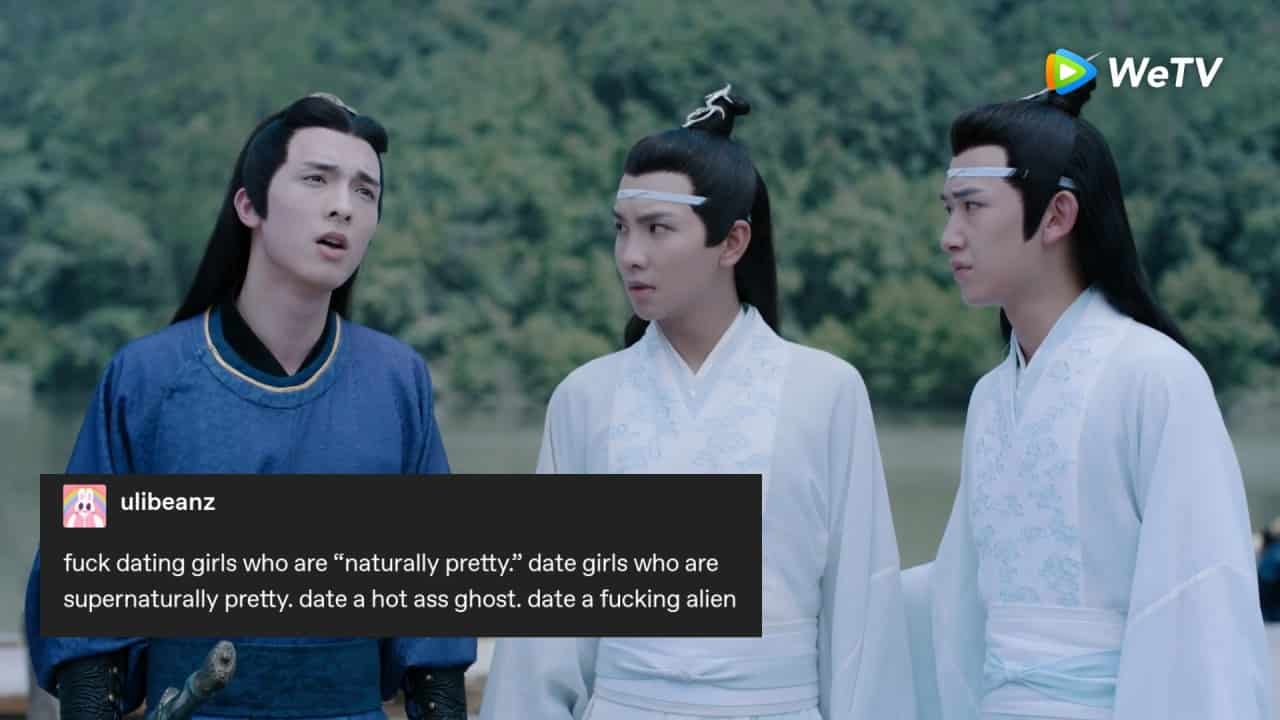 WeTV
ulibeanz
fuck dating girls who are “naturally pretty.” date girls who are
supernaturally pretty. date a hot ass ghost. date a fucking alien